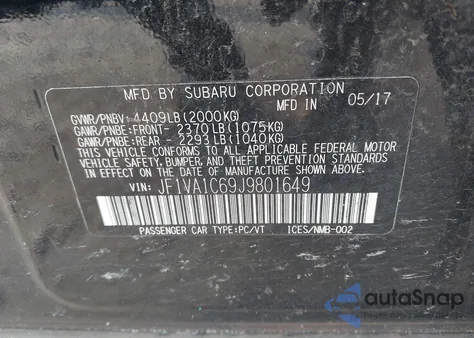 MFD BY SUBARU CORPORATION
MFD IN 05/17
GVWR/PNBV: 4409LB(2000KG)
GAWR/PNBE:FRONT- 2370LB(1075KG)
GAWR/PNBE:REAR - 2293LB(1040KG)
THIS VEHICLE CONFORMS TO ALL APPLICABLE FEDERAL MOTOR
VEHICLE SAFETY, BUMPER, AND THEFT PREVENTION STANDARDS
IN EFFECT ON THE DATE OF MANUFACTURE SHOWN ABOVE.
VIN: JF1VA1C69J9801649
PASSENGER CAR TYPE:PC/VT ICES/NMB-002
autoSnap